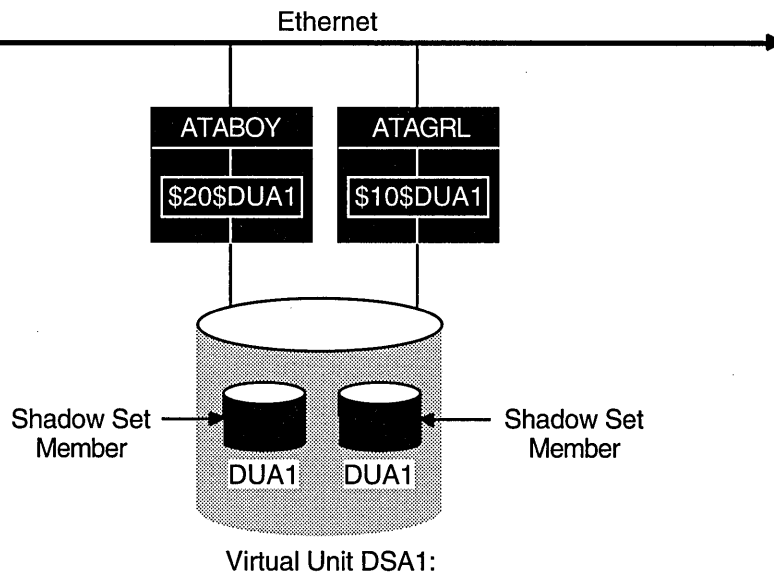 Ethernet
ATABOY
ATAGRL
$20$DUA1
$10$DUA1
Shadow Set
Member
Shadow Set
Member
DUA1
DUA1
Virtual Unit DSA1: